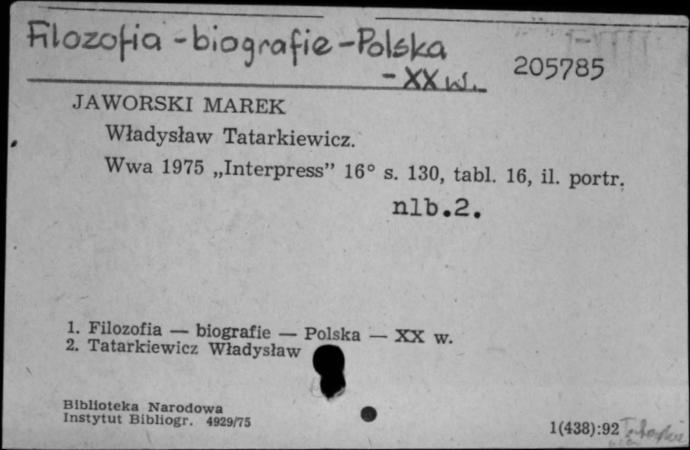 Filozofia - biografie - Polska
- XX w.
205785
JAWORSKI MAREK
Władysław Tatarkiewicz.
Wwa 1975 „Interpress” 16° s. 130, tabl. 16, il. portr.
nlb.2.
1. Filozofia — biografie — Polska — XX w.
2. Tatarkiewicz Władysław
Biblioteka Narodowa
Instytut Bibliogr. 4929/75
1(438):92